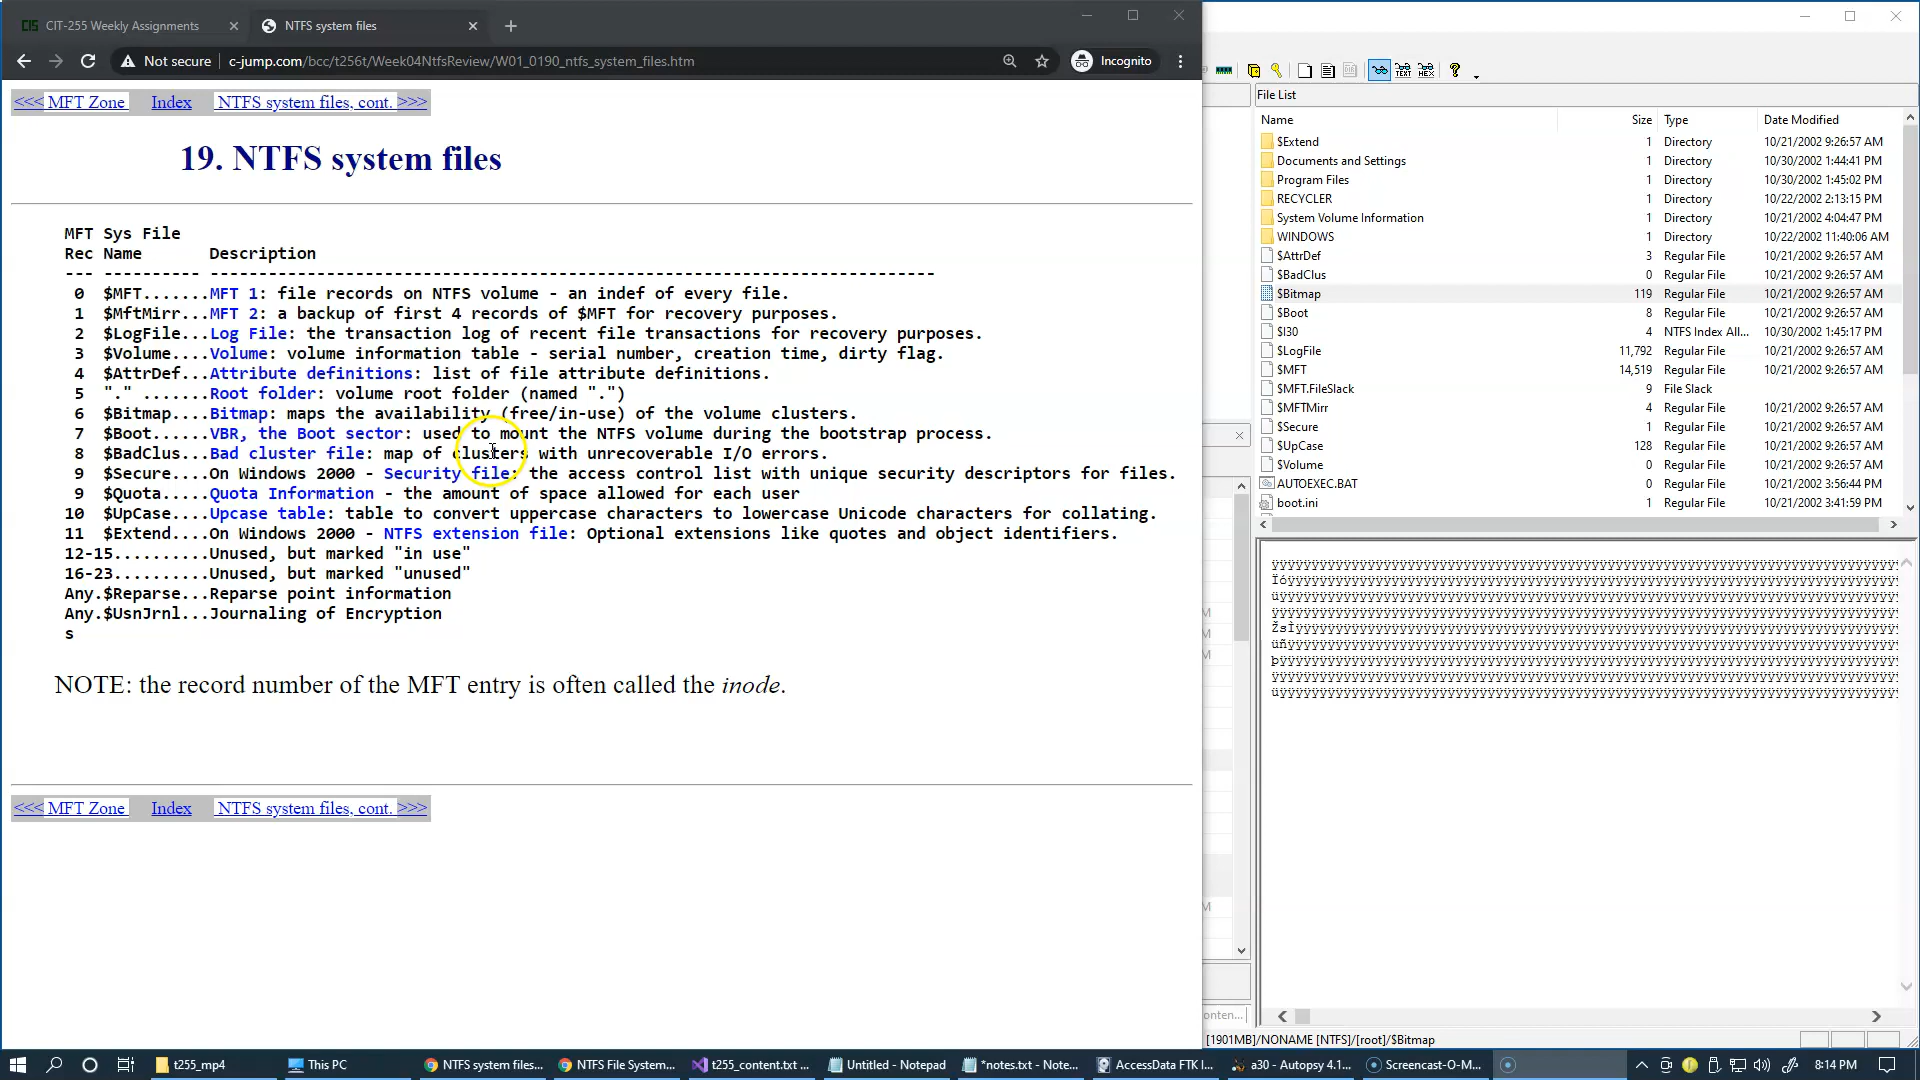 CIS CIT-255 Weekly Assignments
NTFS system files
Not secure
c-jump.com/bcc/t256t/Week04NtfsReview/W01_0190_ntfs_system_files.htm
Incognito
<<< MFT Zone Index NTFS system files, cont. >>>
19. NTFS system files
MFT Sys File
Rec Name Description
--- ---------- ---------------------------------------------------------------------------
0 $MFT.......MFT 1: file records on NTFS volume - an indef of every file.
1 $MftMirr...MFT 2: a backup of first 4 records of $MFT for recovery purposes.
2 $LogFile...Log File: the transaction log of recent file transactions for recovery purposes.
3 $Volume....Volume: volume information table - serial number, creation time, dirty flag.
4 $AttrDef...Attribute definitions: list of file attribute definitions.
5 "." .......Root folder: volume root folder (named ".")
6 $Bitmap....Bitmap: maps the availability (free/in-use) of the volume clusters.
7 $Boot......VBR, the Boot sector: used to mount the NTFS volume during the bootstrap process.
8 $BadClus...Bad cluster file: map of clusters with unrecoverable I/O errors.
9 $Secure....On Windows 2000 - Security file: the access control list with unique security descriptors for files.
9 $Quota.....Quota Information - the amount of space allowed for each user
10 $UpCase....Upcase table: table to convert uppercase characters to lowercase Unicode characters for collating.
11 $Extend....On Windows 2000 - NTFS extension file: Optional extensions like quotes and object identifiers.
12-15..........Unused, but marked "in use"
16-23..........Unused, but marked "unused"
Any.$Reparse...Reparse point information
Any.$UsnJrnl...Journaling of Encryption
s
NOTE: the record number of the MFT entry is often called the inode.
<<< MFT Zone Index NTFS system files, cont. >>>
TEXT HEX
File List
Name Size Type Date Modified
$Extend 1 Directory 10/21/2002 9:26:57 AM
Documents and Settings 1 Directory 10/30/2002 1:44:41 PM
Program Files 1 Directory 10/30/2002 1:45:02 PM
RECYCLER 1 Directory 10/22/2002 2:13:15 PM
System Volume Information 1 Directory 10/21/2002 4:04:47 PM
WINDOWS 1 Directory 10/22/2002 11:40:06 AM
$AttrDef 3 Regular File 10/21/2002 9:26:57 AM
$BadClus 0 Regular File 10/21/2002 9:26:57 AM
$Bitmap 119 Regular File 10/21/2002 9:26:57 AM
$Boot 8 Regular File 10/21/2002 9:26:57 AM
$I30 4 NTFS Index All... 10/30/2002 1:45:17 PM
$LogFile 11,792 Regular File 10/21/2002 9:26:57 AM
$MFT 14,519 Regular File 10/21/2002 9:26:57 AM
$MFT.FileSlack 9 File Slack
$MFTMirr 4 Regular File 10/21/2002 9:26:57 AM
$Secure 1 Regular File 10/21/2002 9:26:57 AM
$UpCase 128 Regular File 10/21/2002 9:26:57 AM
$Volume 0 Regular File 10/21/2002 9:26:57 AM
AUTOEXEC.BAT 0 Regular File 10/21/2002 3:56:44 PM
boot.ini 1 Regular File 10/21/2002 3:41:59 PM
M
M
M
M
onten...
[1901MB]/NONAME [NTFS]/[root]/$Bitmap
t255_mp4
This PC
NTFS system files...
NTFS File System...
t255_content.txt ...
Untitled - Notepad
*notes.txt - Note...
AccessData FTK I...
a30 - Autopsy 4.1...
Screencast-O-M...
8:14 PM